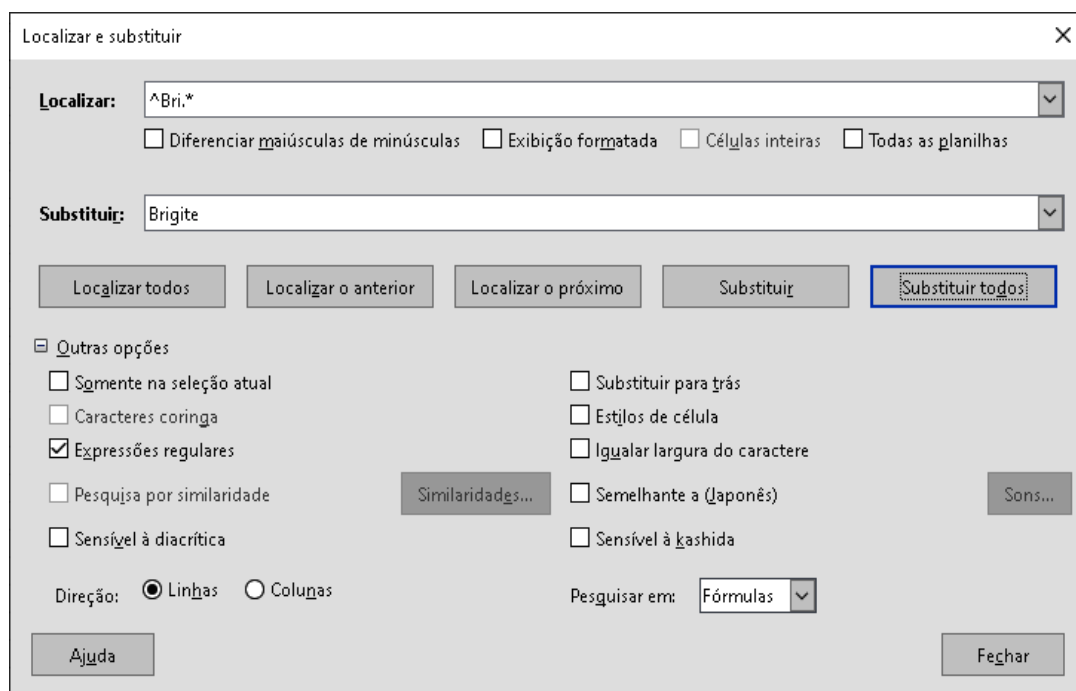 Localizar e substituir
Localizar: ^Bri.*
Diferenciar maiúsculas de minúsculas Exibição formatada Células inteiras Todas as planilhas
Substituir: Brigite
Localizar todos Localizar o anterior Localizar o próximo Substituir Substituir todos
Outras opções
Somente na seleção atual Substituir para trás
Caracteres coringa Estilos de célula
Expressões regulares Igualar largura do caractere
Pesquisa por similaridade Similaridades... Semelhante a (Japonês) Sons...
Sensível à diacrítica Sensível à kashida
Direção: Linhas Colunas Pesquisar em: Fórmulas
Ajuda Fechar